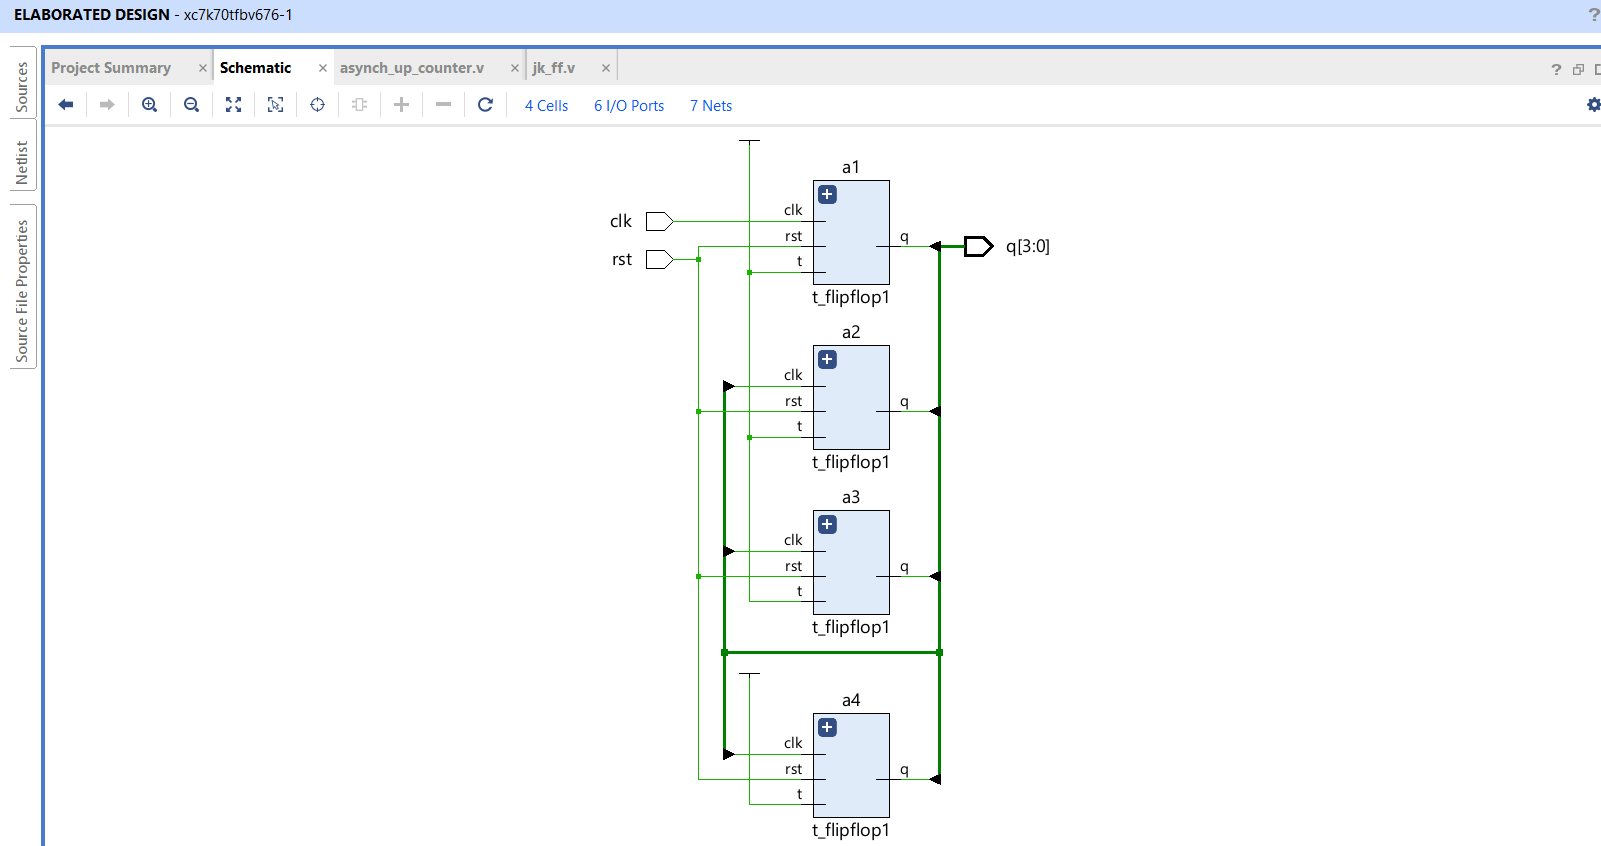 ELABORATED DESIGN - xc7k70tfbv676-1
?
Sources
Netlist
Source File Properties
Project Summary ×
Schematic ×
asynch_up_counter.v ×
jk_ff.v ×
?
4 Cells
6 I/O Ports
7 Nets
a1
clk
clk
rst
q
q[3:0]
rst
t
t_flipflop1
a2
clk
rst
q
t
t_flipflop1
a3
clk
rst
q
t
t_flipflop1
a4
clk
rst
q
t
t_flipflop1